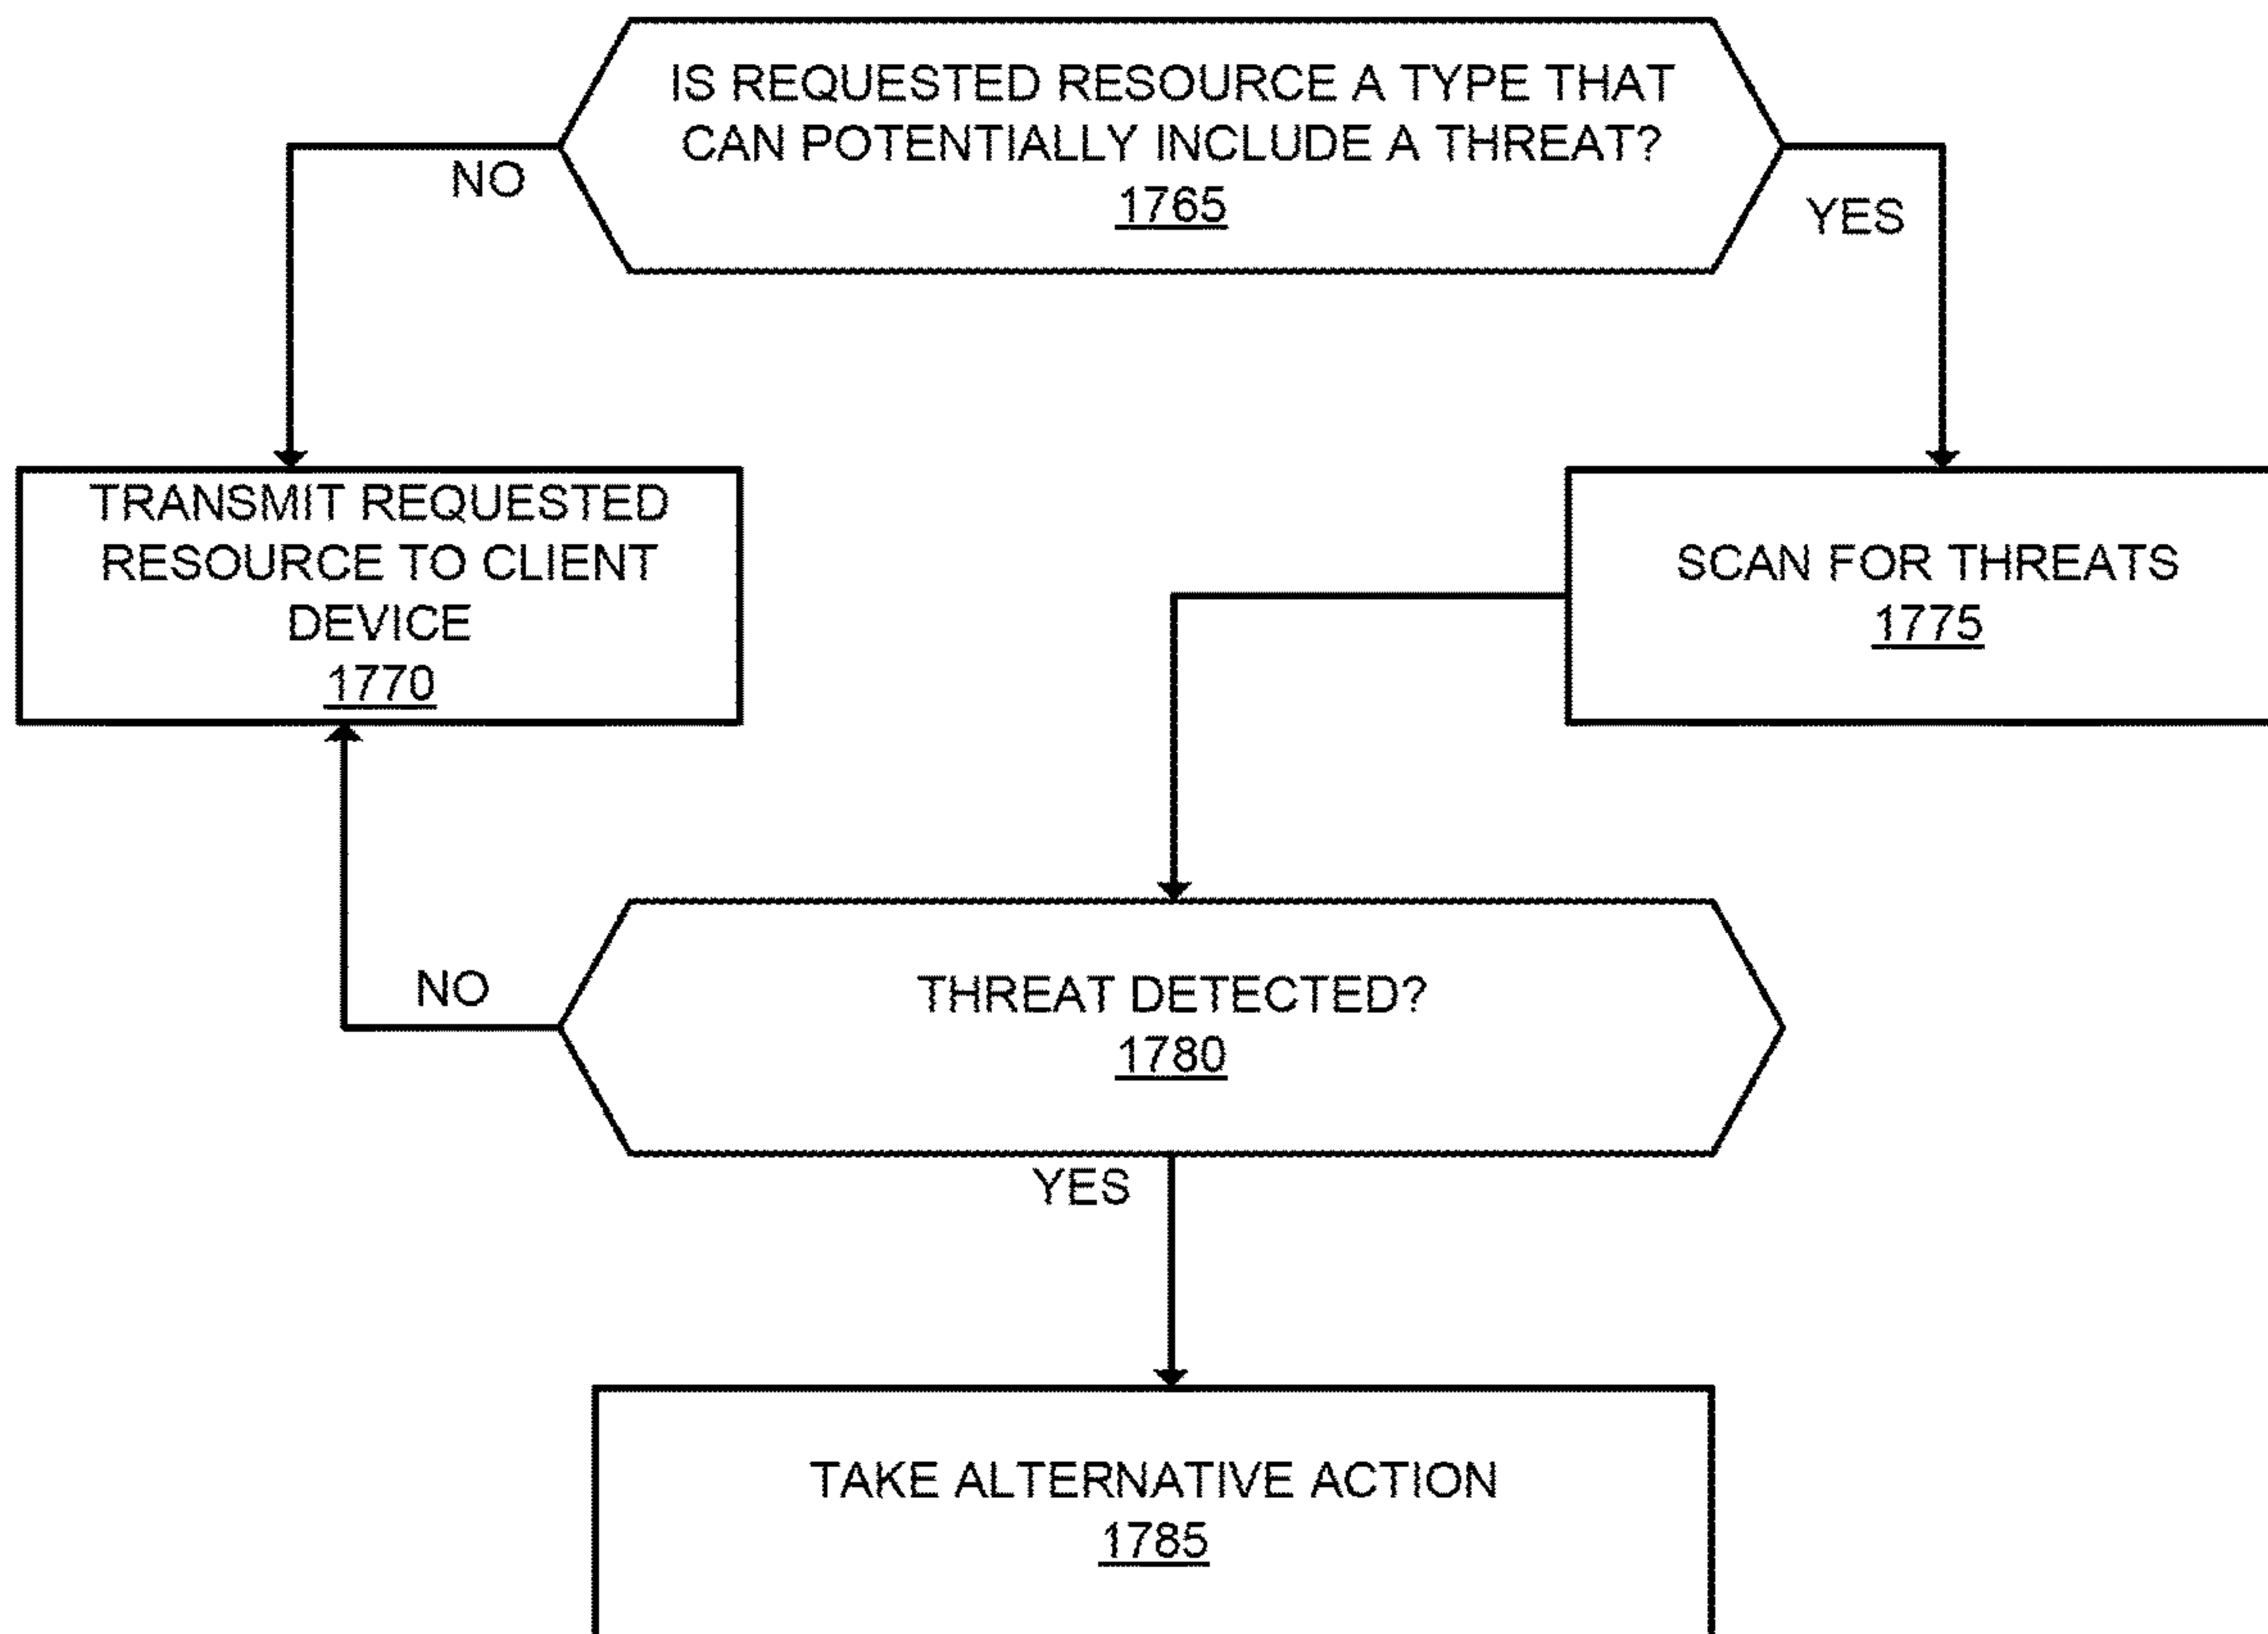 IS REQUESTED RESOURCE A TYPE THAT
CAN POTENTIALLY INCLUDE A THREAT?
1765
NO
YES
TRANSMIT REQUESTED
RESOURCE TO CLIENT
DEVICE
1770
SCAN FOR THREATS
1775
NO
THREAT DETECTED?
1780
YES
TAKE ALTERNATIVE ACTION
1785